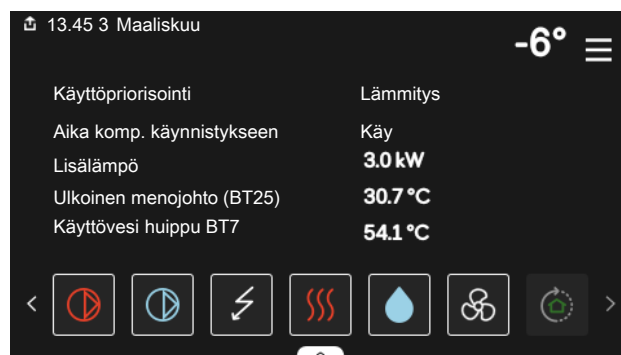 13.45 3 Maaliskuu
-6°
Käyttöpriorisointi Lämmitys
Aika komp. käynnistykseen Käy
Lisälämpö 3.0 kW
Ulkoinen menojohto (BT25) 30.7 °C
Käyttövesi huippu BT7 54.1 °C